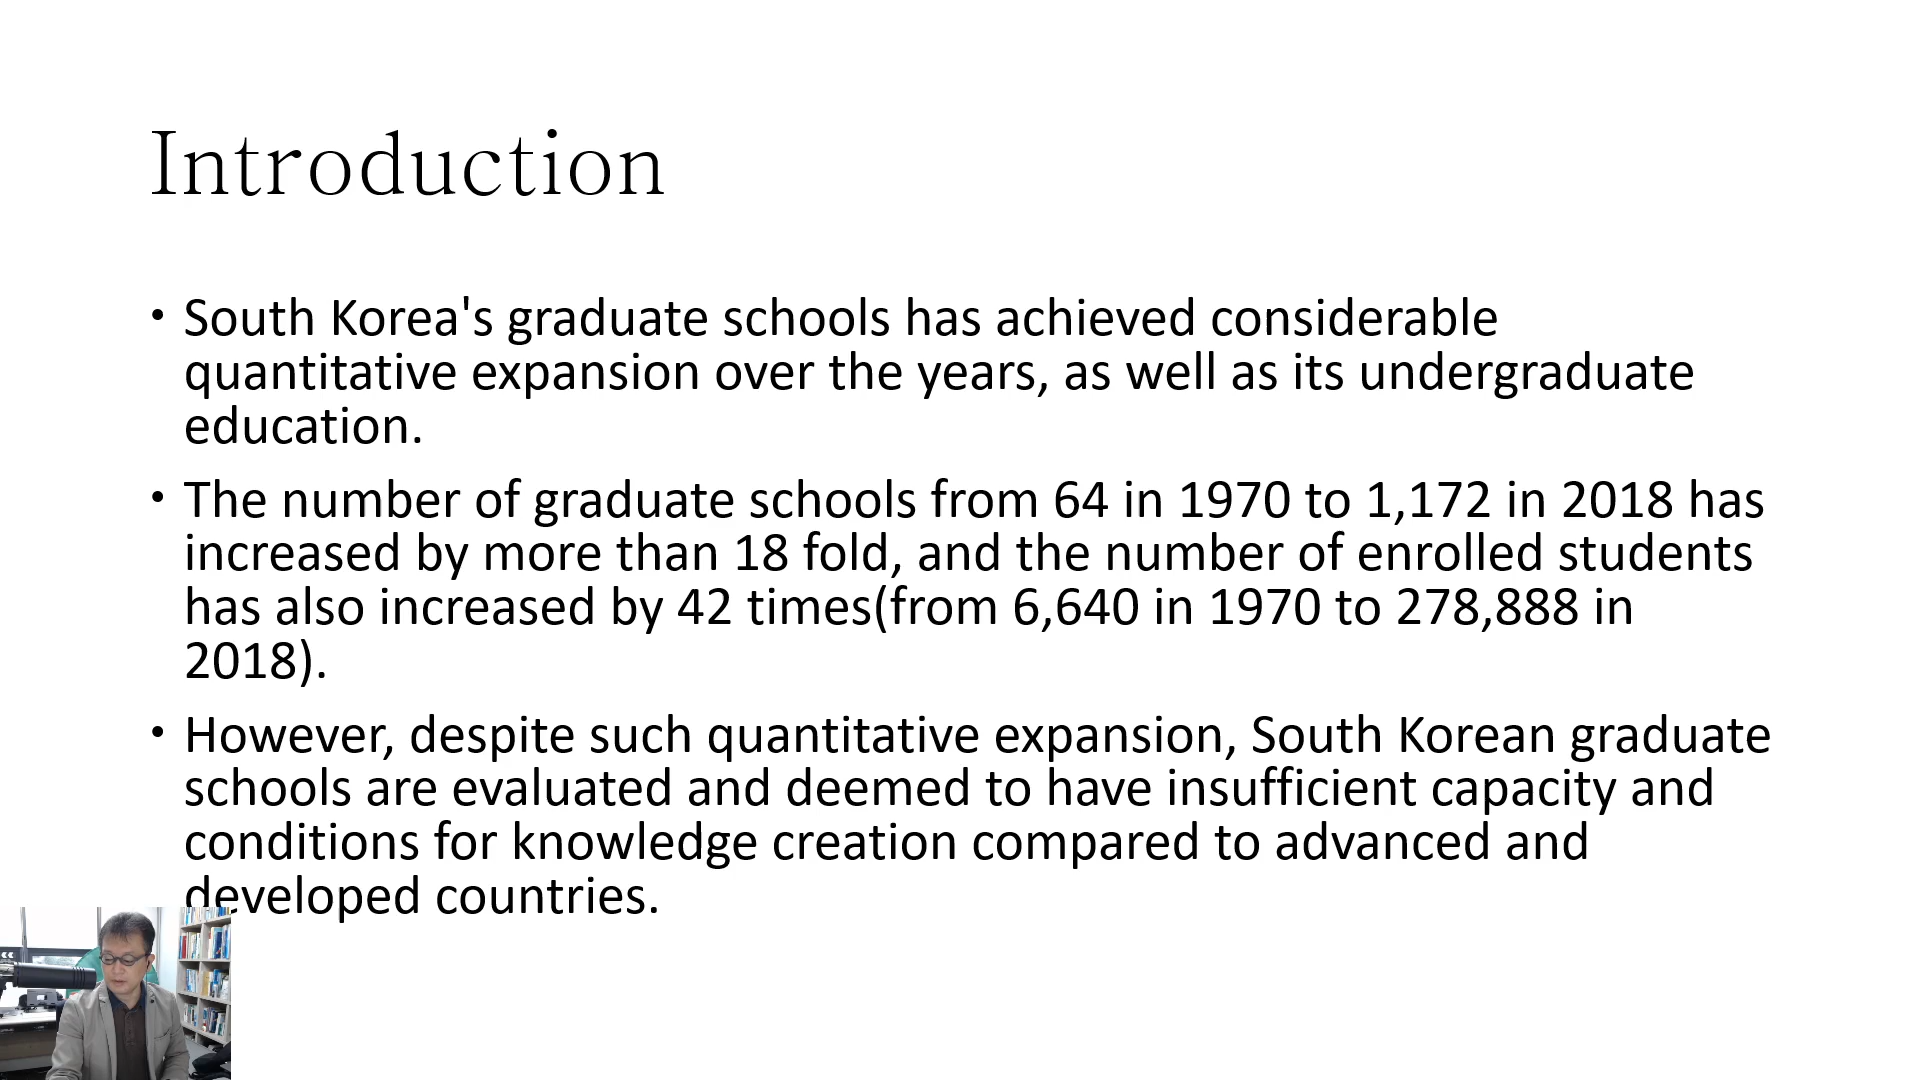 Introduction
• South Korea's graduate schools has achieved considerable
quantitative expansion over the years, as well as its undergraduate
education.
• The number of graduate schools from 64 in 1970 to 1,172 in 2018 has
increased by more than 18 fold, and the number of enrolled students
has also increased by 42 times(from 6,640 in 1970 to 278,888 in
2018).
• However, despite such quantitative expansion, South Korean graduate
schools are evaluated and deemed to have insufficient capacity and
conditions for knowledge creation compared to advanced and
developed countries.